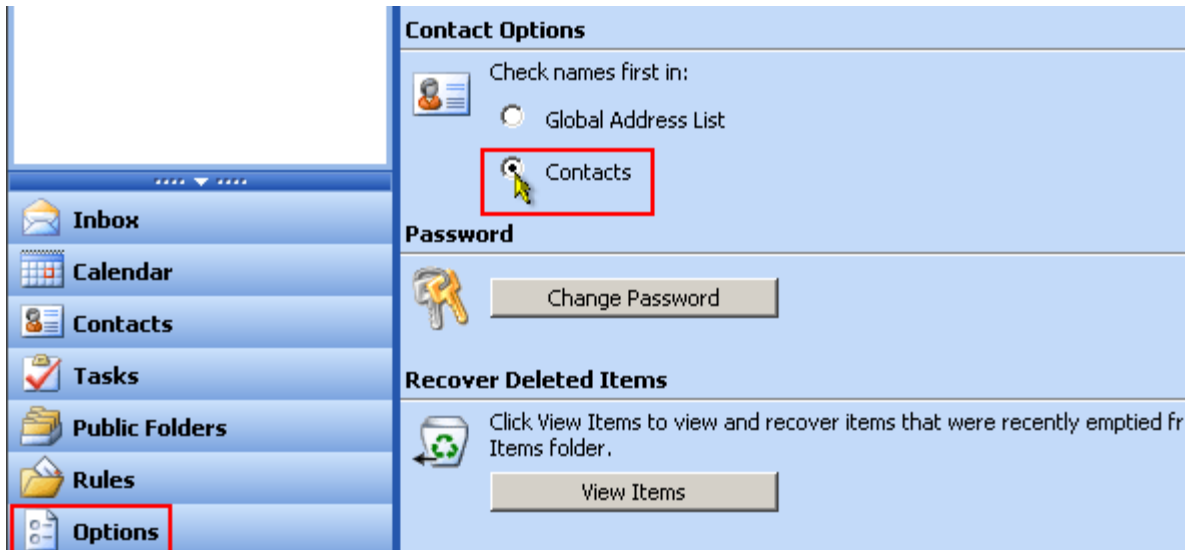 Contact Options
Check names first in:
Global Address List
Contacts
Password
Change Password
Recover Deleted Items
Click View Items to view and recover items that were recently emptied fr
Items folder.
View Items
Inbox
Calendar
Contacts
Tasks
Public Folders
Rules
Options